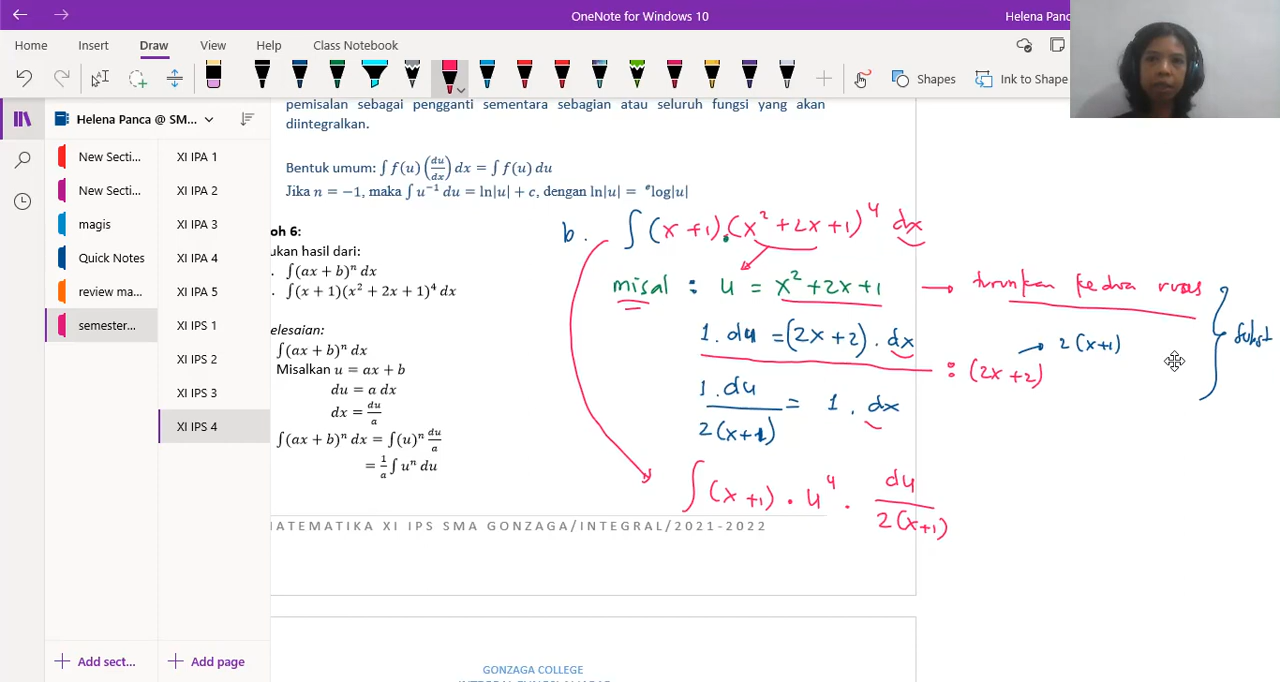 OneNote for Windows 10
Helena Panca
Home Insert Draw View Help Class Notebook
Shapes Ink to Shape
Helena Panca @ SM...
New Secti...
New Secti...
magis
Quick Notes
review ma...
semester...
XI IPA 1
XI IPA 2
XI IPA 3
XI IPA 4
XI IPA 5
XI IPS 1
XI IPS 2
XI IPS 3
XI IPS 4
Add sect...
Add page
pemisalan sebagai pengganti sementara sebagian atau seluruh fungsi yang akan
diintegralkan.
Bentuk umum: ∫ f(u) (du/dx) dx = ∫ f(u) du
Jika n = −1, maka ∫ u⁻¹ du = ln|u| + c, dengan ln|u| = ᵉlog|u|
oh 6:
ukan hasil dari:
. ∫(ax + b)ⁿ dx
. ∫(x + 1)(x² + 2x + 1)⁴ dx
elesaian:
∫(ax + b)ⁿ dx
Misalkan u = ax + b
du = a dx
dx = du/a
∫(ax + b)ⁿ dx = ∫(u)ⁿ du/a
= 1/a ∫ uⁿ du
b. ∫ (x + 1).(x² + 2x + 1)⁴ dx
misal : u = x² + 2x + 1 → turunkan kedua ruas
1. du = (2x + 2) . dx
: (2x + 2) → 2(x+1)
Subst
1. du / 2(x+1) = 1 . dx
∫ (x + 1) . u⁴ . du / 2(x+1)
MATEMATIKA XI IPS SMA GONZAGA/INTEGRAL/2021-2022
GONZAGA COLLEGE